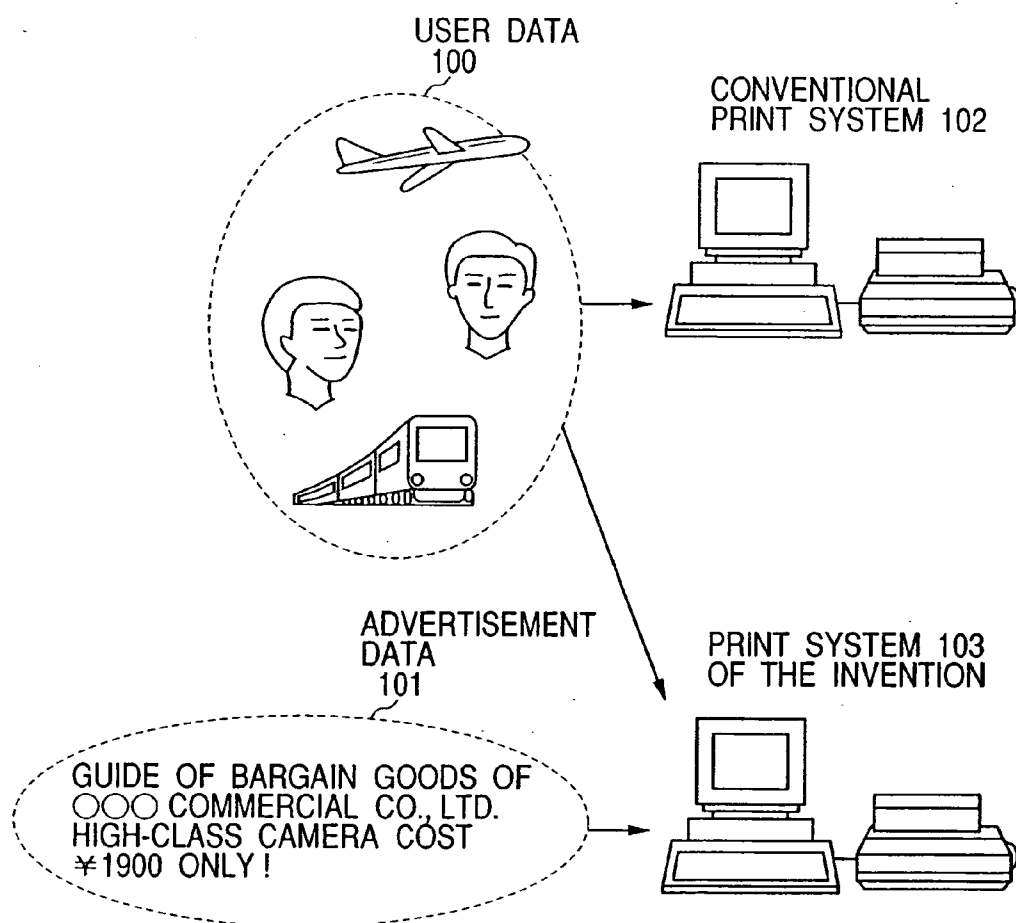 USER DATA
100
CONVENTIONAL
PRINT SYSTEM 102
ADVERTISEMENT
DATA
101
PRINT SYSTEM 103
OF THE INVENTION
GUIDE OF BARGAIN GOODS OF
○○○ COMMERCIAL CO., LTD.
HIGH-CLASS CAMERA COST
¥1900 ONLY !